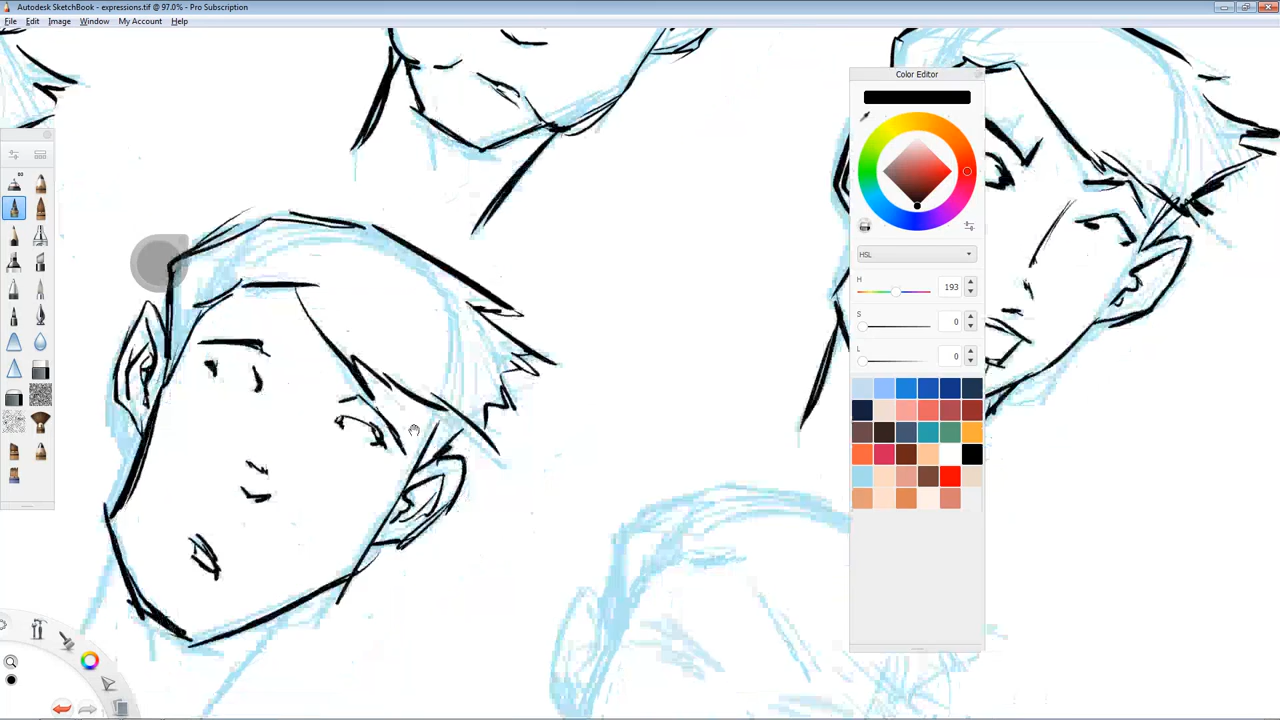 Autodesk SketchBook - expressions.tif @ 97.0% - Pro Subscription
File Edit Image Window My Account Help
Color Editor
80
HSL
H
193
S
0
L
0